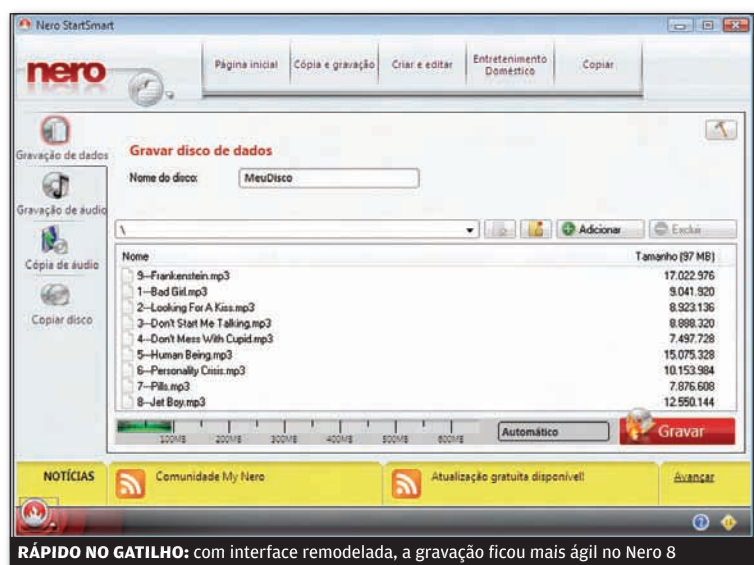 Nero StartSmart
nero
Página inicial
Cópia e gravação
Criar e editar
Entretenimento
Doméstico
Copiar
Gravação de dados
Gravação de áudio
Cópia de áudio
Copiar disco
Gravar disco de dados
Nome do disco: MeuDisco
\
Adicionar
Excluir
Nome Tamanho (97 MB)
9--Frankenstein.mp3 17.022.976
1--Bad Girl.mp3 9.041.920
2--Looking For A Kiss.mp3 8.923.136
3--Don't Start Me Talking.mp3 8.888.320
4--Don't Mess With Cupid.mp3 7.497.728
5--Human Being.mp3 15.075.328
6--Personality Crisis.mp3 10.153.984
7--Pills.mp3 7.876.608
8--Jet Boy.mp3 12.550.144
100MB 200MB 300MB 400MB 500MB 600MB
Automático
Gravar
NOTÍCIAS
Comunidade My Nero
Atualização gratuita disponível!
Avançar
RÁPIDO NO GATILHO: com interface remodelada, a gravação ficou mais ágil no Nero 8